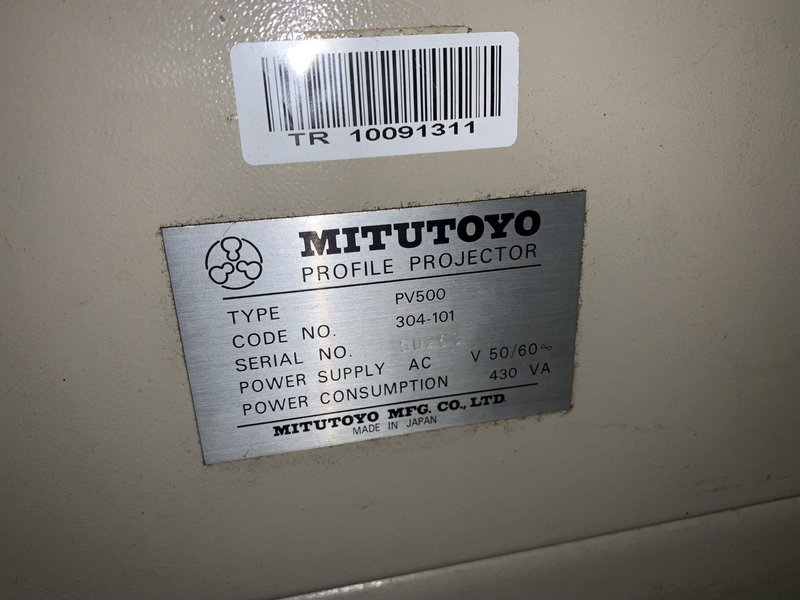 TR 10091311
MITUTOYO
PROFILE PROJECTOR
TYPE PV500
CODE NO. 304-101
SERIAL NO.
POWER SUPPLY AC V 50/60~
POWER CONSUMPTION 430 VA
MITUTOYO MFG. CO., LTD.
MADE IN JAPAN